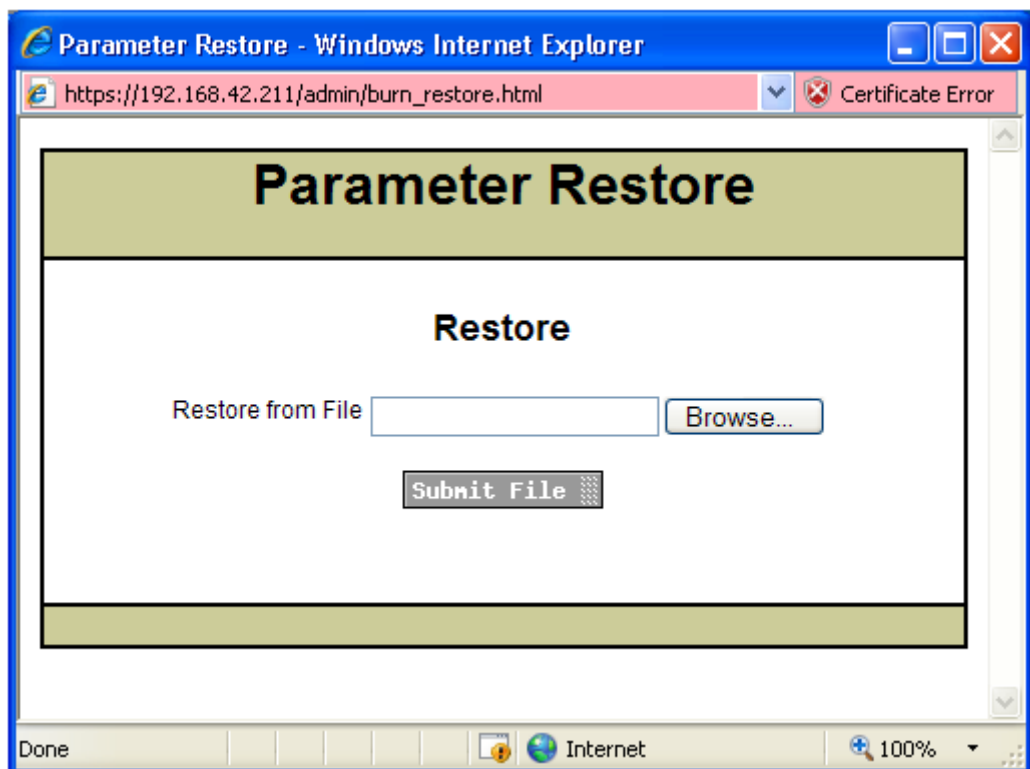 Parameter Restore - Windows Internet Explorer
https://192.168.42.211/admin/burn_restore.html Certificate Error
Parameter Restore
Restore
Restore from File Browse...
Submit File
Done Internet 100%